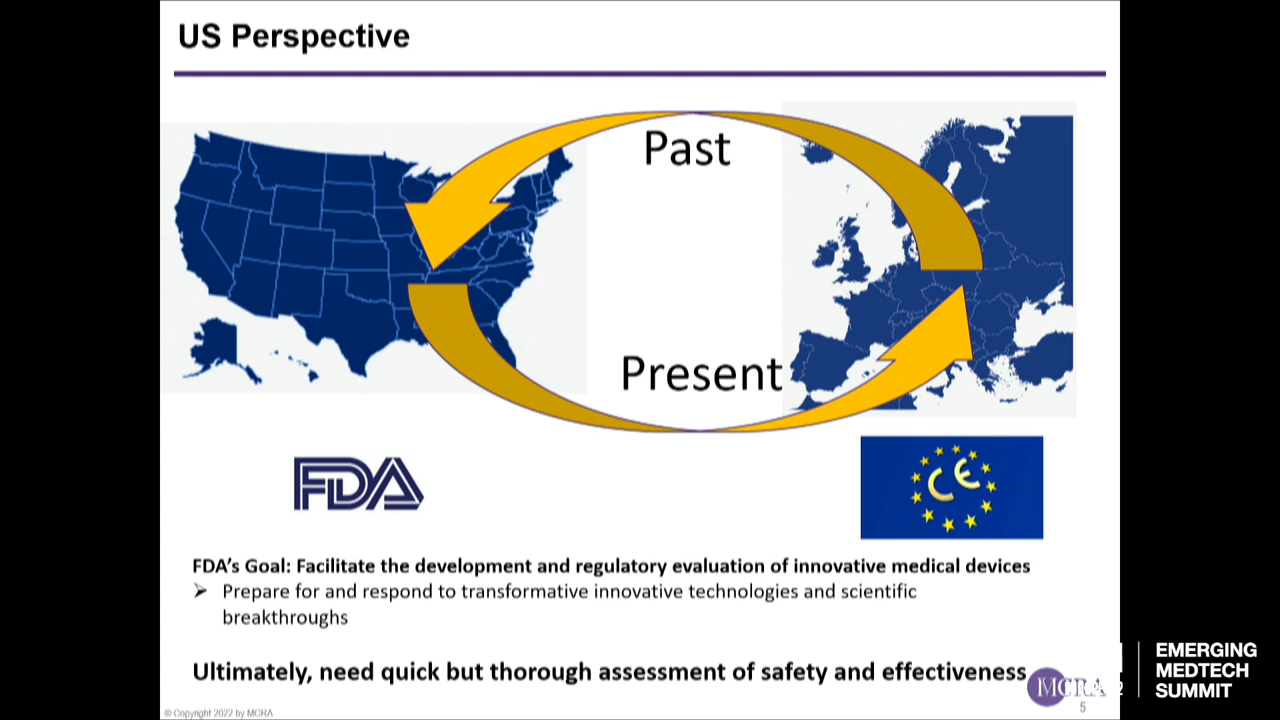 US Perspective
Past
Present
FDA
CE
FDA's Goal: Facilitate the development and regulatory evaluation of innovative medical devices
➤ Prepare for and respond to transformative innovative technologies and scientific
breakthroughs
Ultimately, need quick but thorough assessment of safety and effectiveness
MCRA
5
© Copyright 2022 by MCRA
EMERGING
MEDTECH
SUMMIT